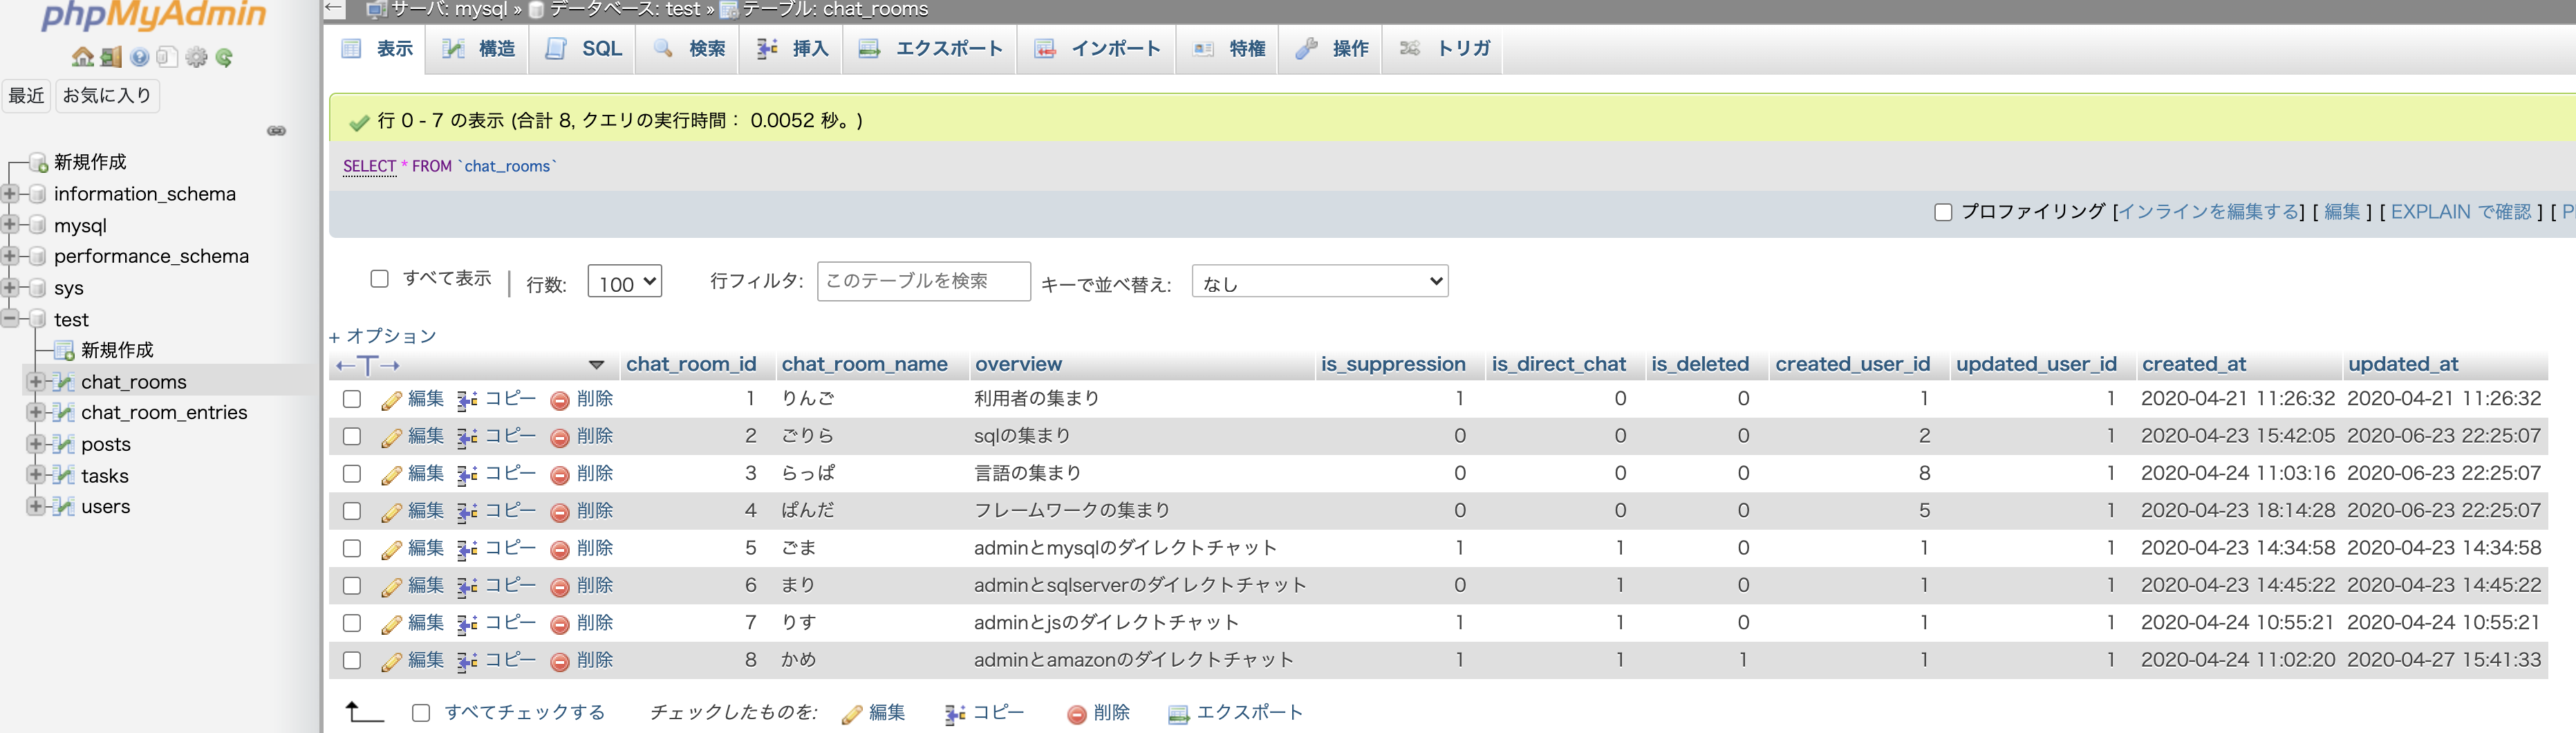 phpMyAdmin
最近 お気に入り
新規作成
information_schema
mysql
performance_schema
sys
test
新規作成
chat_rooms
chat_room_entries
posts
tasks
users
サーバ: mysql » データベース: test » テーブル: chat_rooms
表示 構造 SQL 検索 挿入 エクスポート インポート 特権 操作 トリガ
行 0 - 7 の表示 (合計 8, クエリの実行時間： 0.0052 秒。)
SELECT * FROM `chat_rooms`
プロファイリング [インラインを編集する] [ 編集 ] [ EXPLAIN で確認 ] [ P
すべて表示 | 行数: 100 行フィルタ: このテーブルを検索 キーで並べ替え: なし
+ オプション
←T→ chat_room_id chat_room_name overview is_suppression is_direct_chat is_deleted created_user_id updated_user_id created_at updated_at
編集 コピー 削除 1 りんご 利用者の集まり 1 0 0 1 1 2020-04-21 11:26:32 2020-04-21 11:26:32
編集 コピー 削除 2 ごりら sqlの集まり 0 0 0 2 1 2020-04-23 15:42:05 2020-06-23 22:25:07
編集 コピー 削除 3 らっぱ 言語の集まり 0 0 0 8 1 2020-04-24 11:03:16 2020-06-23 22:25:07
編集 コピー 削除 4 ぱんだ フレームワークの集まり 0 0 0 5 1 2020-04-23 18:14:28 2020-06-23 22:25:07
編集 コピー 削除 5 ごま adminとmysqlのダイレクトチャット 1 1 0 1 1 2020-04-23 14:34:58 2020-04-23 14:34:58
編集 コピー 削除 6 まり adminとsqlserverのダイレクトチャット 0 1 0 1 1 2020-04-23 14:45:22 2020-04-23 14:45:22
編集 コピー 削除 7 りす adminとjsのダイレクトチャット 1 1 0 1 1 2020-04-24 10:55:21 2020-04-24 10:55:21
編集 コピー 削除 8 かめ adminとamazonのダイレクトチャット 1 1 1 1 1 2020-04-24 11:02:20 2020-04-27 15:41:33
すべてチェックする チェックしたものを: 編集 コピー 削除 エクスポート